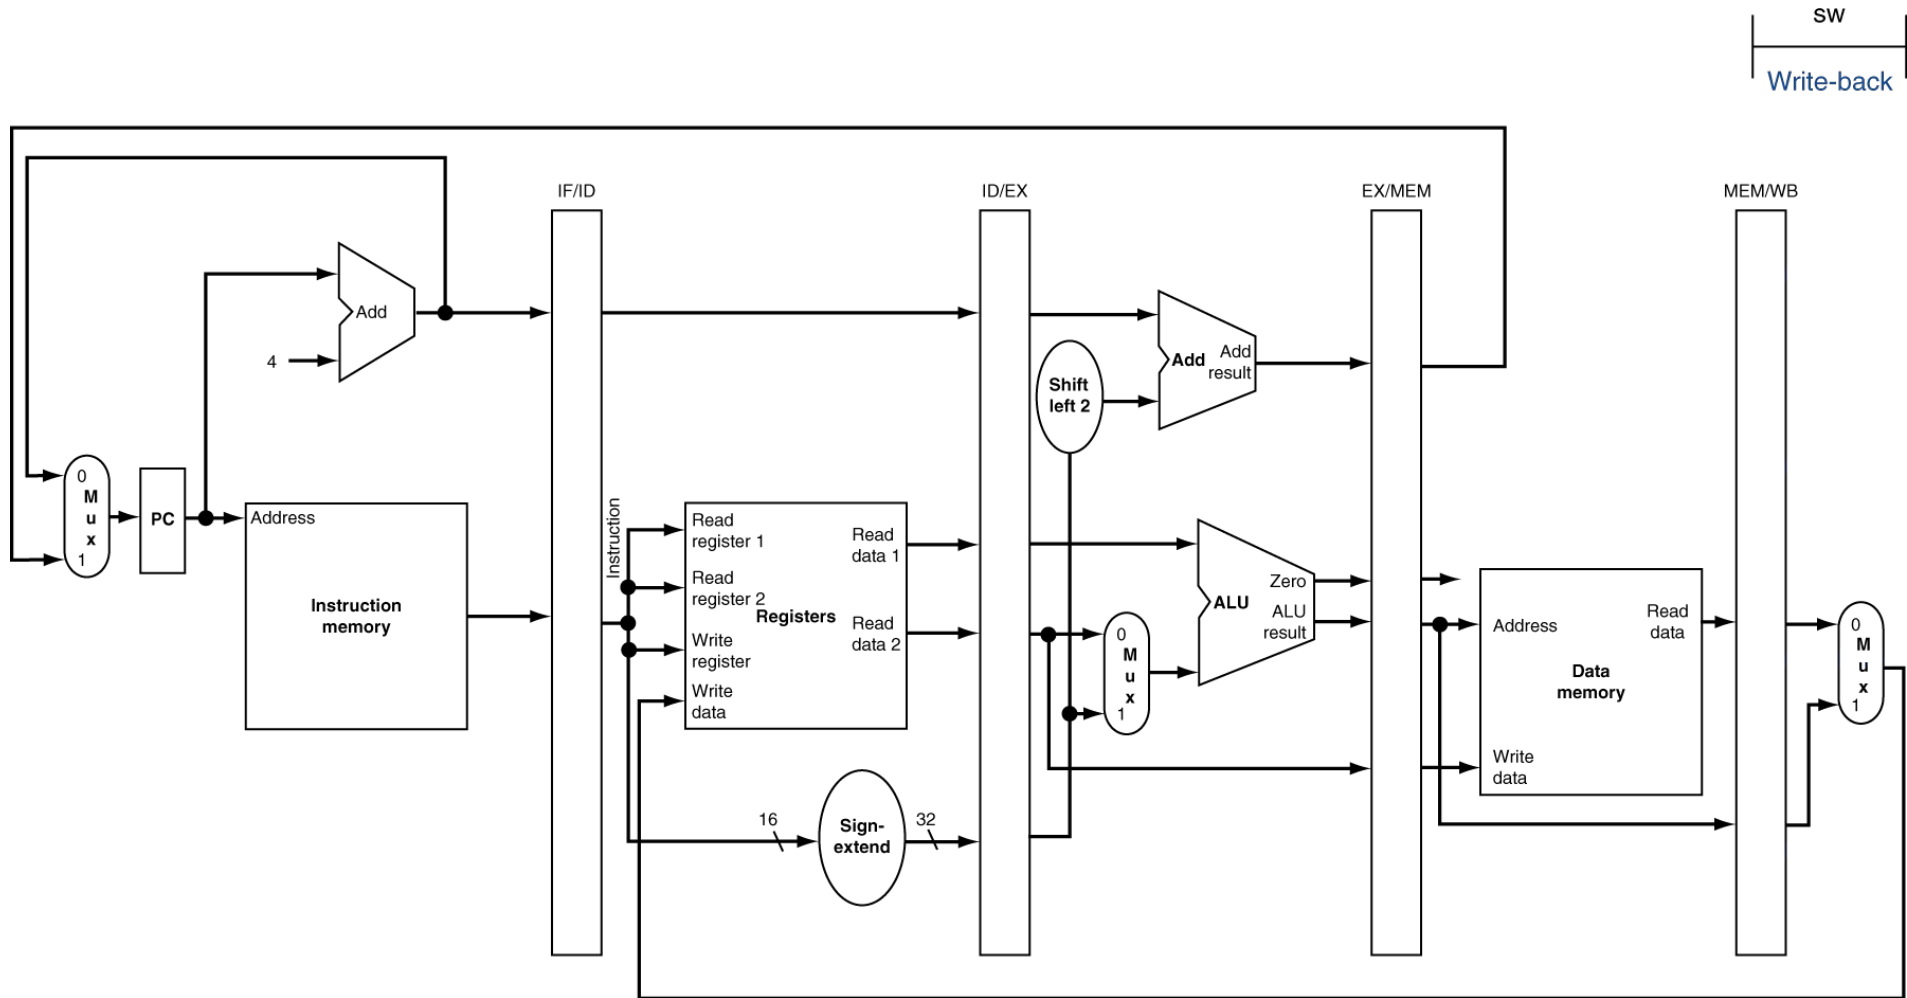 SW
Write-back
IF/ID
ID/EX
EX/MEM
MEM/WB
Add
4
Add
Add
result
Shift
left 2
0
M
u
x
1
PC
Address
Instruction
memory
Instruction
Read
register 1
Read
register 2
Write
register
Write
data
Registers
Read
data 1
Read
data 2
16
Sign-
extend
32
0
M
u
x
1
ALU
Zero
ALU
result
Address
Read
data
Data
memory
Write
data
0
M
u
x
1